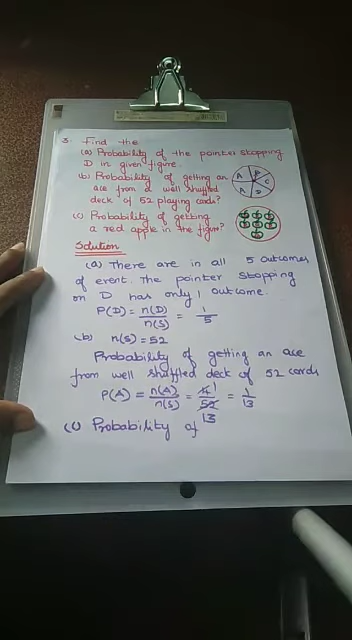 3. Find the
(a) Probability of the pointer stopping
D in given figure.
(b) Probability of getting an
ace from a well shuffled
deck of 52 playing cards?
A B C D A
(c) Probability of getting
a red apple in the figure?
Solution
(a) There are in all 5 outcomes
of event. The pointer stopping
on D has only 1 outcome.
P(D) = n(D)/n(S) = 1/5
(b) n(S) = 52
Probability of getting an ace
from well shuffled deck of 52 cards
P(A) = n(A)/n(S) = 4 1/52 13 = 1/13
(c) Probability of